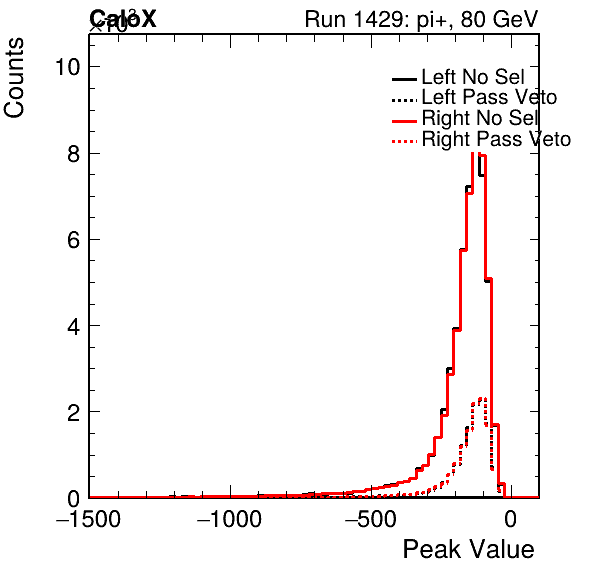 CaloX
×10³
Run 1429: pi+, 80 GeV
Counts
Left No Sel
Left Pass Veto
Right No Sel
Right Pass Veto
10
8
6
4
2
0
−1500 −1000 −500 0
Peak Value